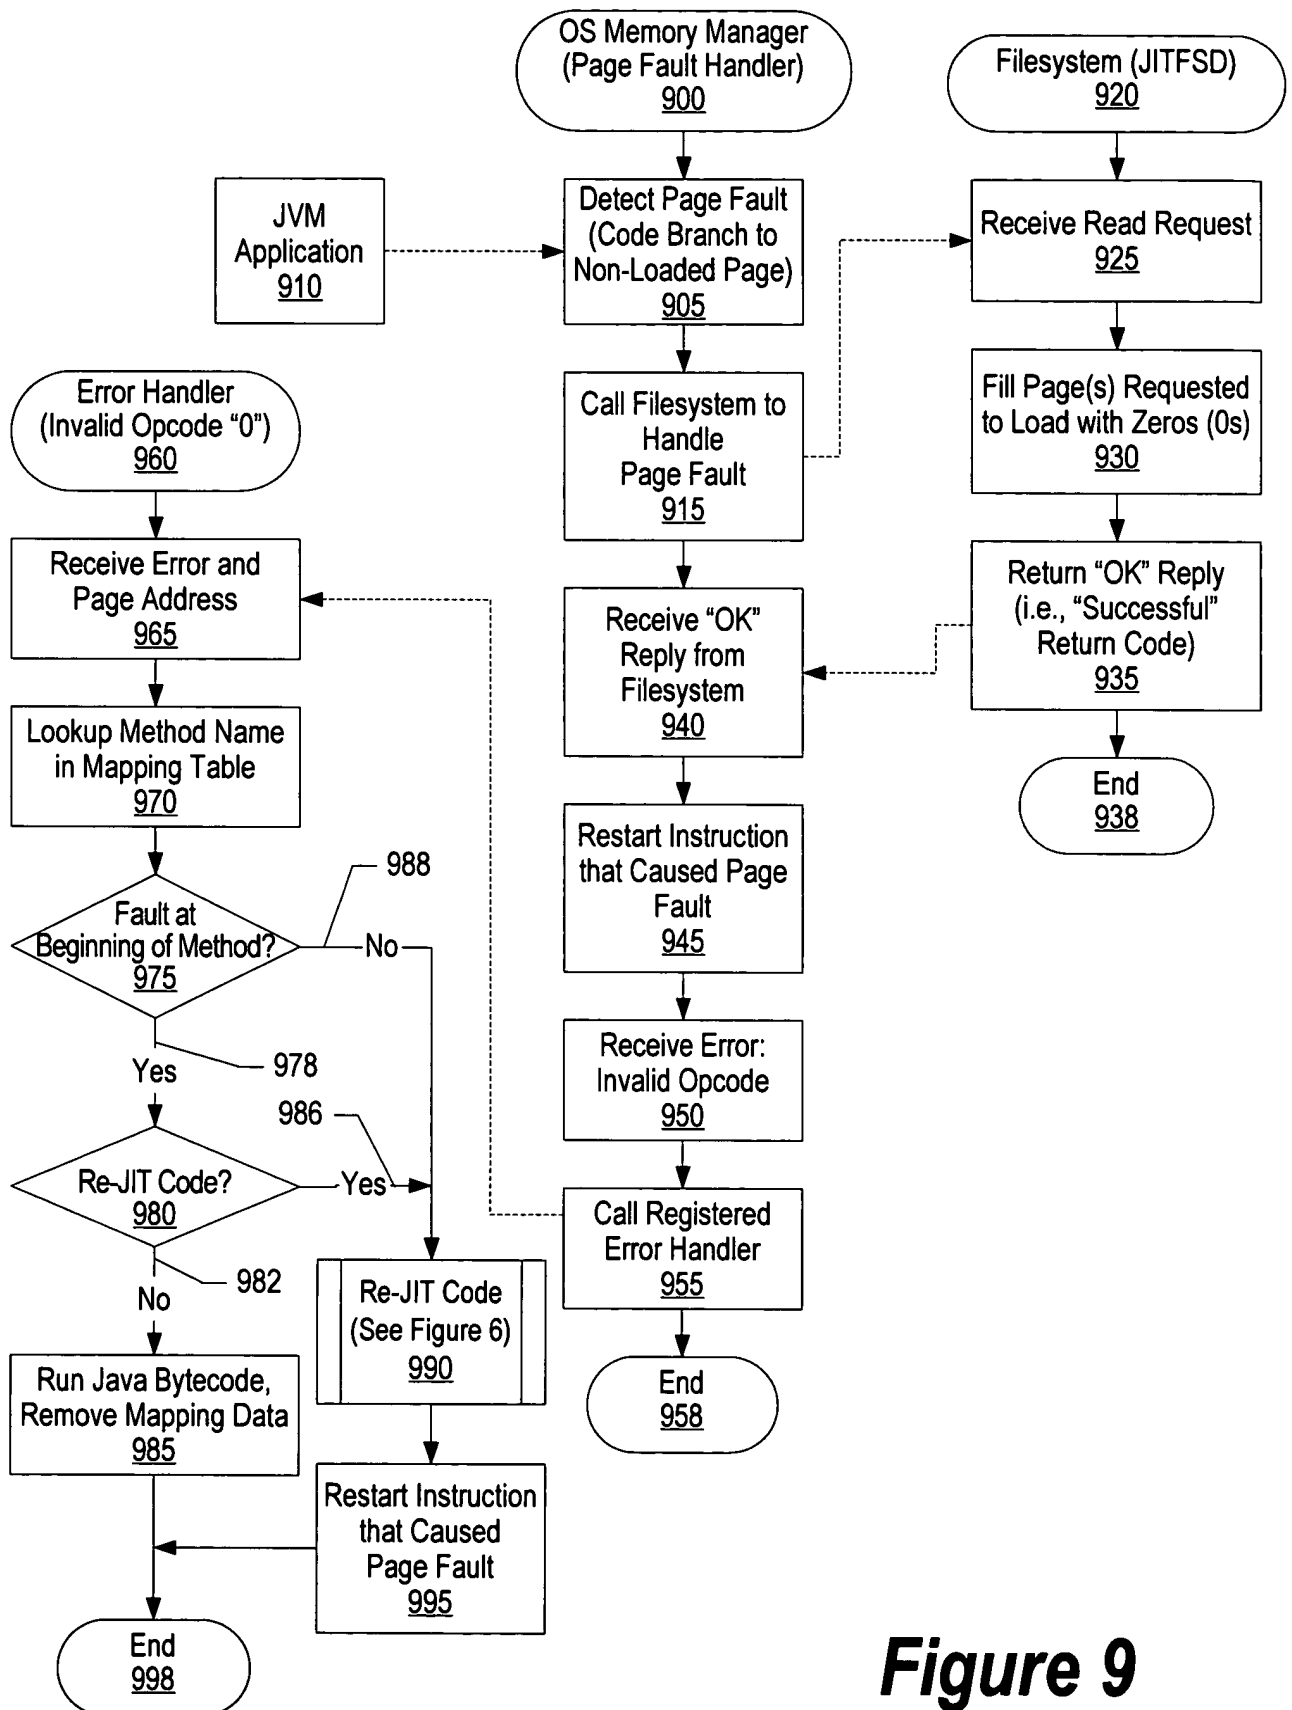 OS Memory Manager
(Page Fault Handler)
900
Detect Page Fault
(Code Branch to
Non-Loaded Page)
905
JVM
Application
910
Call Filesystem to
Handle
Page Fault
915
Filesystem (JITFSD)
920
Receive Read Request
925
Fill Page(s) Requested
to Load with Zeros (0s)
930
Return “OK” Reply
(i.e., “Successful”
Return Code)
935
End
938
Receive “OK”
Reply from
Filesystem
940
Restart Instruction
that Caused Page
Fault
945
Receive Error:
Invalid Opcode
950
Call Registered
Error Handler
955
End
958
Error Handler
(Invalid Opcode “0”)
960
Receive Error and
Page Address
965
Lookup Method Name
in Mapping Table
970
Fault at
Beginning of Method?
975
988
No
978
Yes
Re-JIT Code?
980
986
Yes
982
No
Run Java Bytecode,
Remove Mapping Data
985
Re-JIT Code
(See Figure 6)
990
Restart Instruction
that Caused
Page Fault
995
End
998
Figure 9